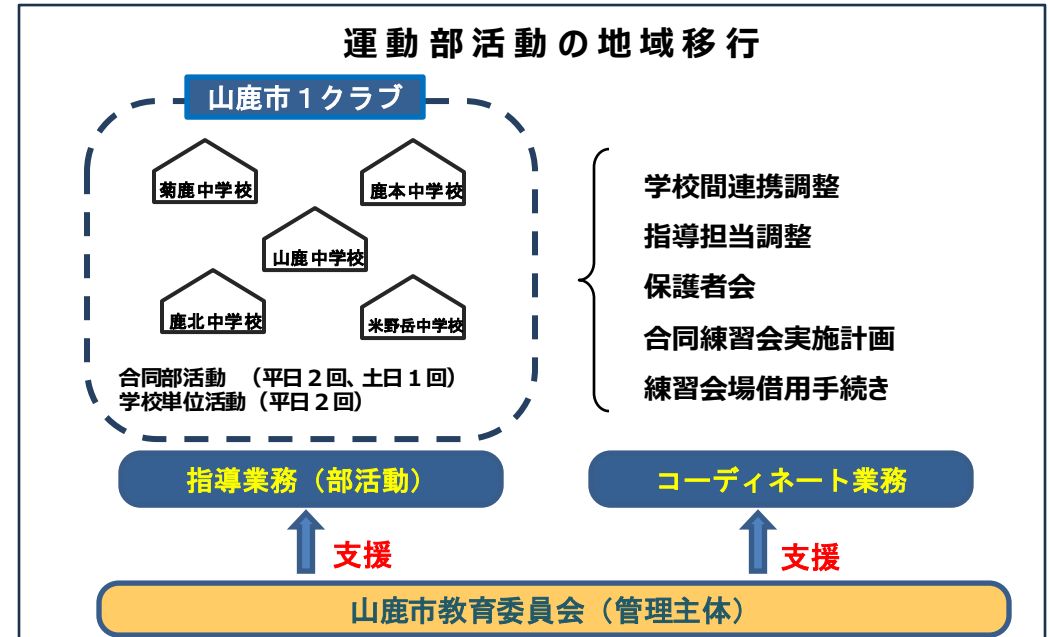 運動部活動の地域移行
山鹿市１クラブ
菊鹿中学校
鹿本中学校
山鹿中学校
鹿北中学校
米野岳中学校
合同部活動　（平日２回、土日１回）
学校単位活動（平日２回）
学校間連携調整
指導担当調整
保護者会
合同練習会実施計画
練習会場借用手続き
指導業務（部活動）
コーディネート業務
支援
支援
山鹿市教育委員会（管理主体）